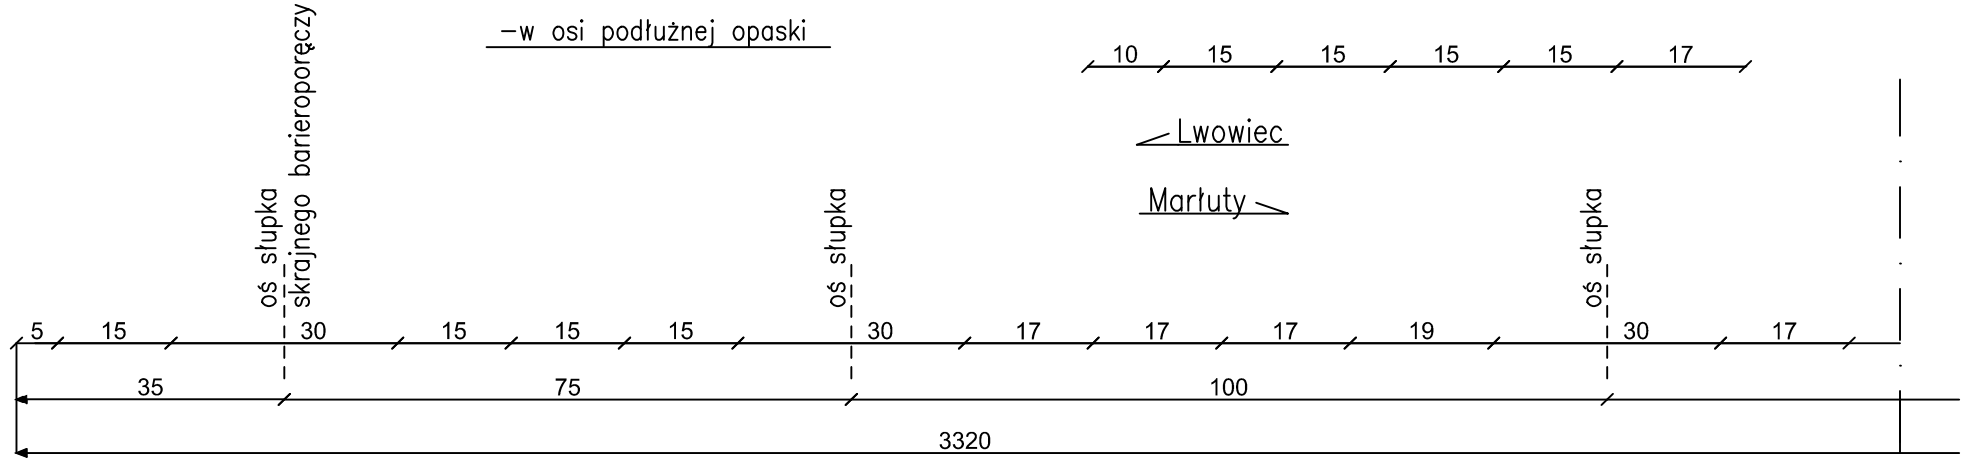 -w osi podłużnej opaski
10 15 15 15 15 17
Lwowiec
Marłuty
oś słupka
skrajnego barieroporęczy
oś słupka
oś słupka
5 15 30 15 15 15 30 17 17 17 19 30 17
35 75 100
3320